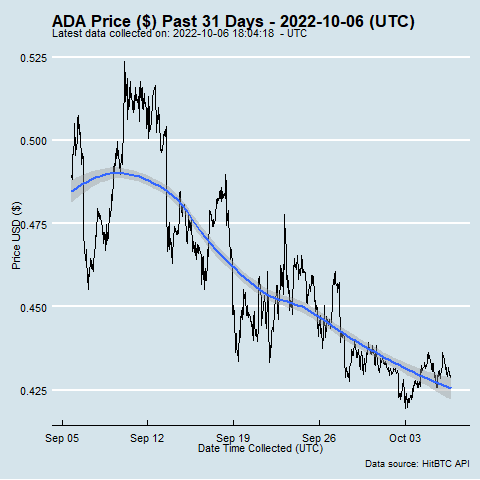 ADA Price ($) Past 31 Days - 2022-10-06 (UTC)
Latest data collected on: 2022-10-06 18:04:18 - UTC
0.525
0.500
0.475
0.450
0.425
Price USD ($)
Sep 05 Sep 12 Sep 19 Sep 26 Oct 03
Date Time Collected (UTC)
Data source: HitBTC API